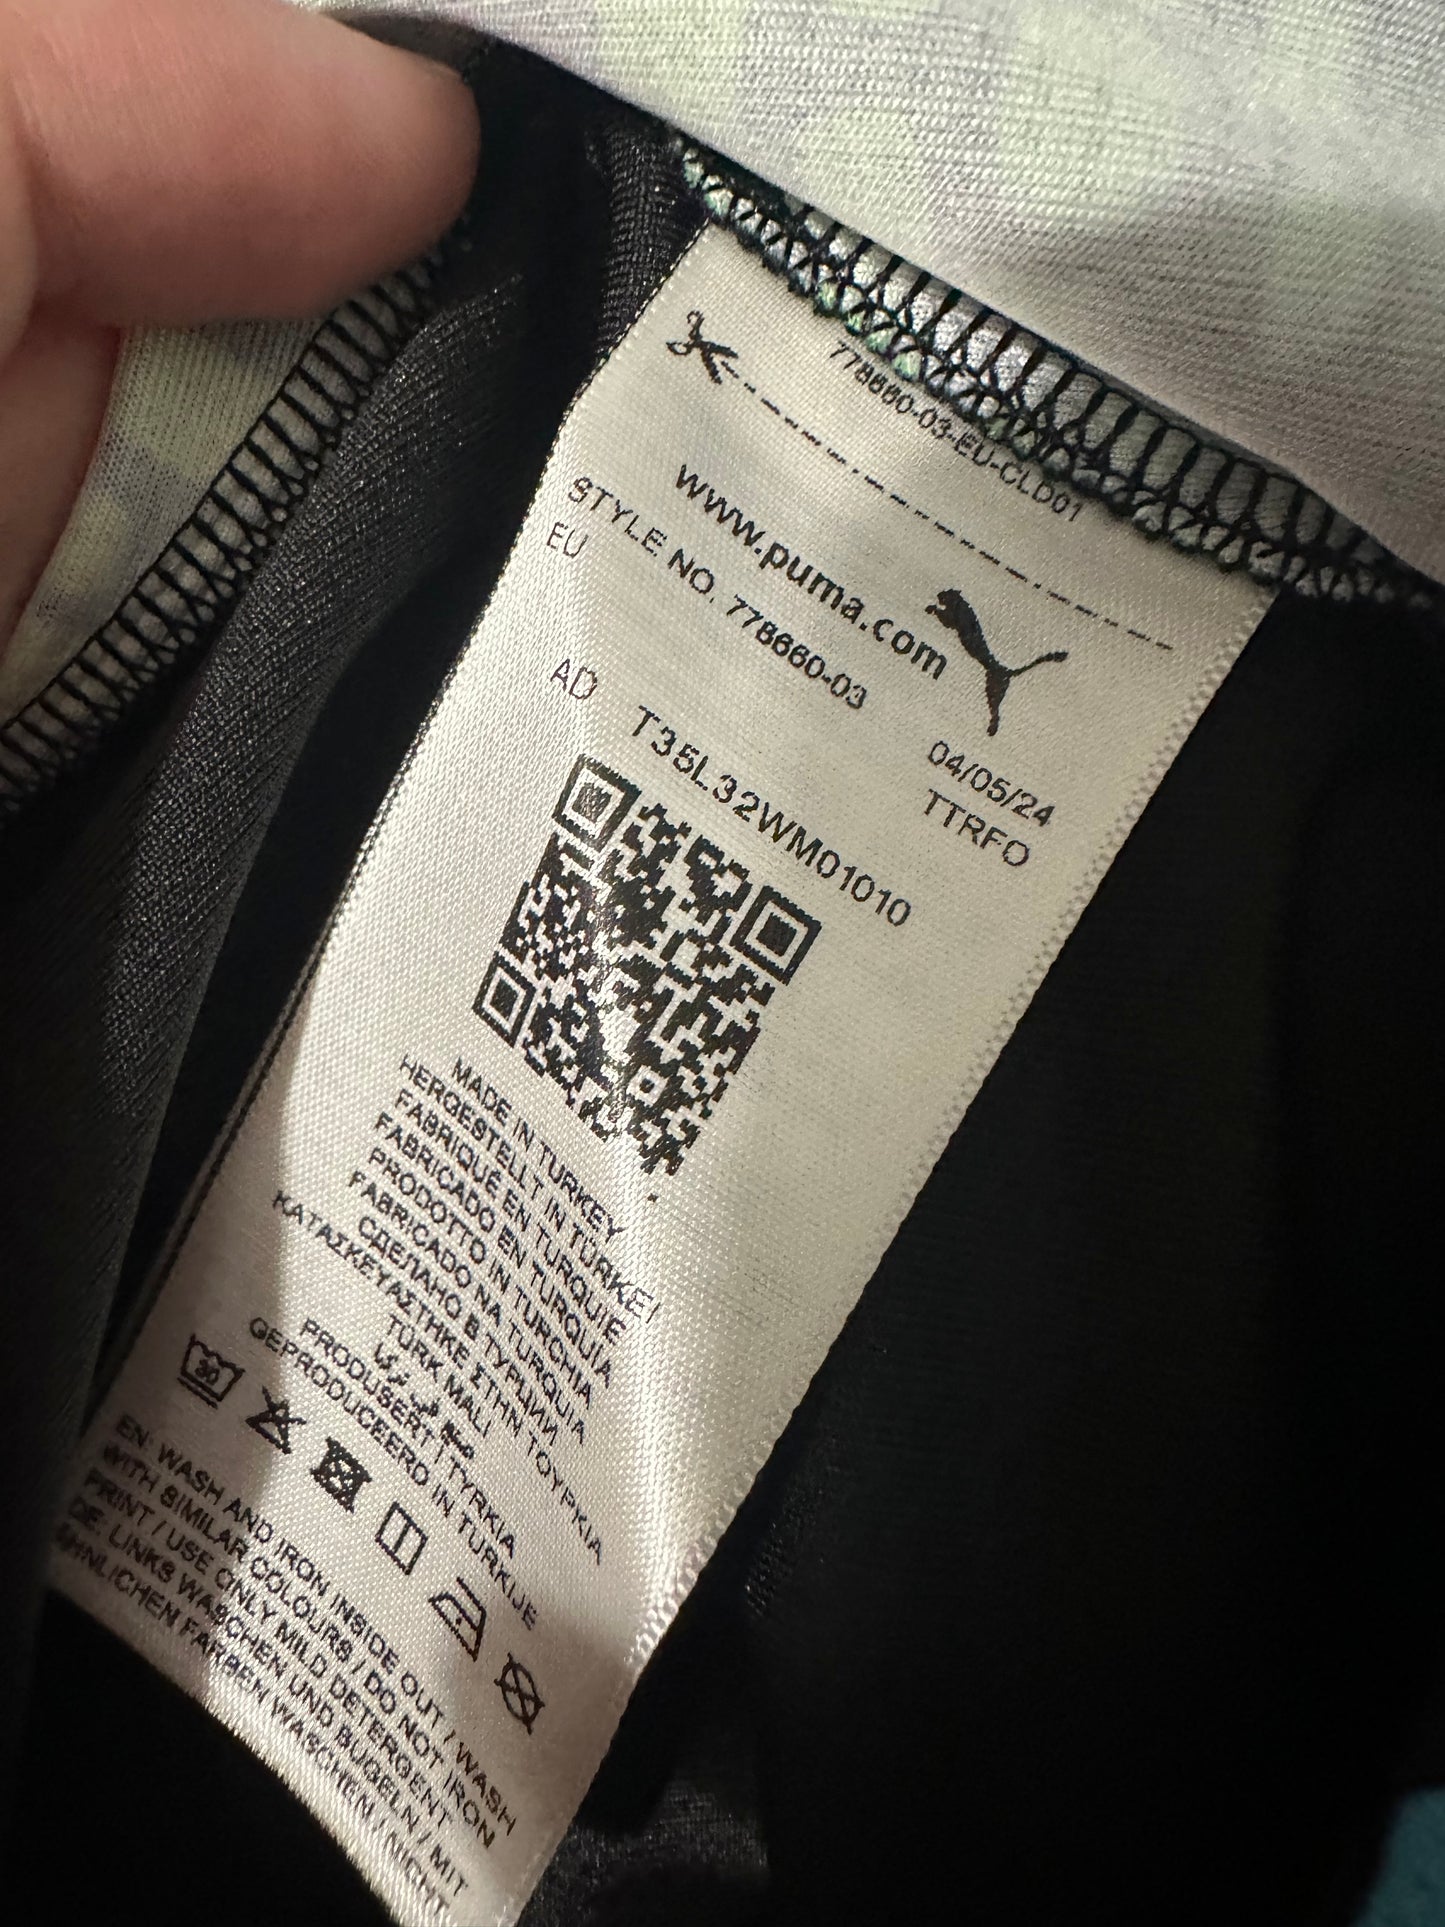 778660-03-EU-CLD01
www.puma.com
STYLE NO. 778660-03
EU
04/05/24
TTRFO
AD
T35L32WM01010
MADE IN TURKEY
HERGESTELLT IN TÜRKEI
FABRIQUÉ EN TURQUIE
FABRICADO EN TURQUÍA
PRODOTTO IN TURCHIA
FABRICADO NA TURQUIA
СДЕЛАНО В ТУРЦИИ
ΚΑΤΑΣΚΕΥΑΣΤΗΚΕ ΣΤΗΝ ΤΟΥΡΚΙΑ
TÜRK MALI
PRODUSERT I TYRKIA
GEPRODUCEERD IN TURKIJE
30
EN: WASH AND IRON INSIDE OUT / WASH
WITH SIMILAR COLOURS / DO NOT IRON
PRINT / USE ONLY MILD DETERGENT
DE: LINKS WASCHEN UND BÜGELN / MIT
ÄHNLICHEN FARBEN WASCHEN / NICHT